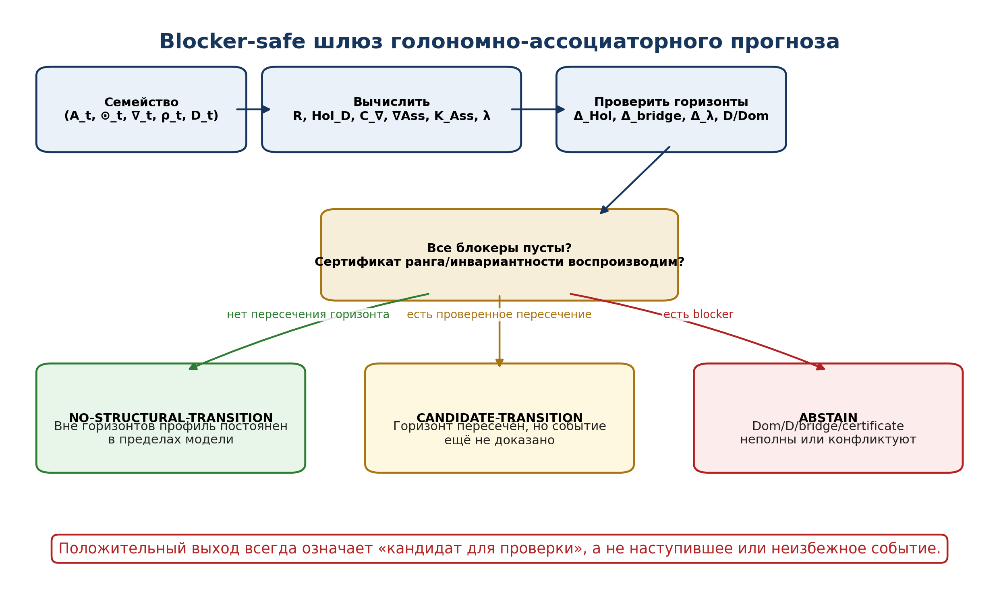 Blocker-safe шлюз голономно-ассоциаторного прогноза
Семейство
(A_t, ⊙_t, ∇_t, ρ_t, D_t)
Вычислить
R, Hol_D, C_∇, ∇Ass, K_Ass, λ
Проверить горизонты
Δ_Hol, Δ_bridge, Δ_λ, D/Dom
Все блокеры пусты?
Сертификат ранга/инвариантности воспроизводим?
нет пересечения горизонта
есть проверенное пересечение
есть blocker
NO-STRUCTURAL-TRANSITION
Вне горизонтов профиль постоянен
в пределах модели
CANDIDATE-TRANSITION
Горизонт пересечён, но событие
ещё не доказано
ABSTAIN
Dom/D/bridge/certificate
неполны или конфликтуют
Положительный выход всегда означает «кандидат для проверки», а не наступившее или неизбежное событие.